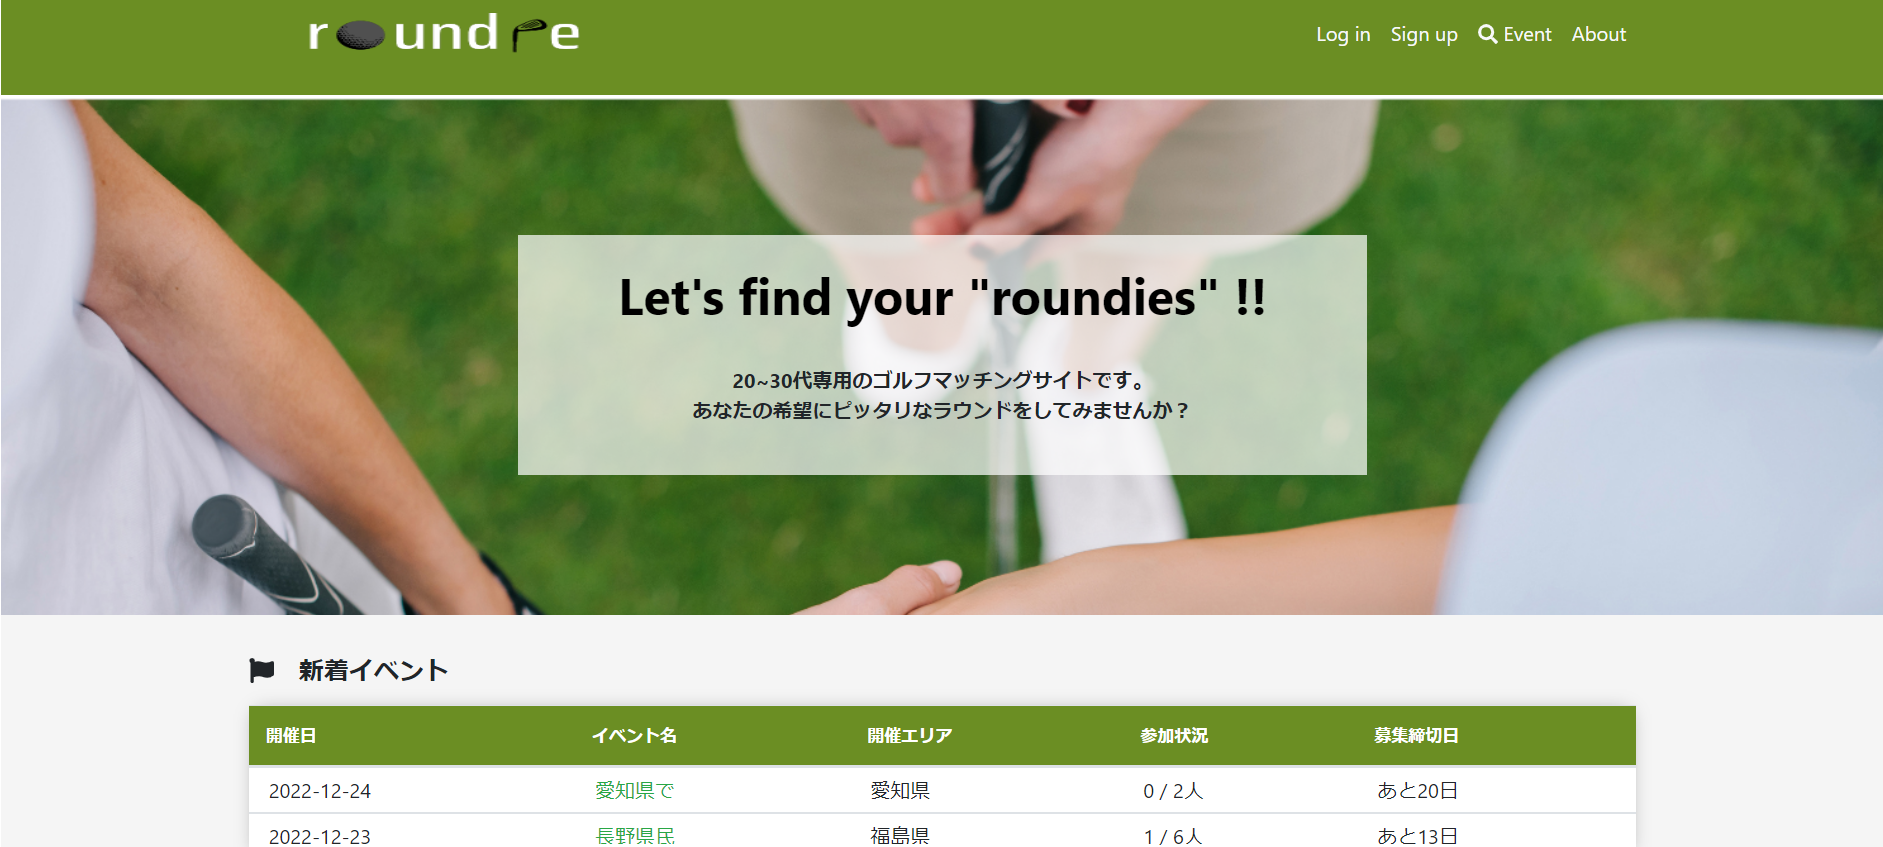 roundie
Log in Sign up Event About
Let's find your "roundies" !!
20~30代専用のゴルフマッチングサイトです。
あなたの希望にピッタリなラウンドをしてみませんか？
新着イベント
開催日 イベント名 開催エリア 参加状況 募集締切日
2022-12-24 愛知県で 愛知県 0 / 2人 あと20日
2022-12-23 長野県民 福島県 1 / 6人 あと13日